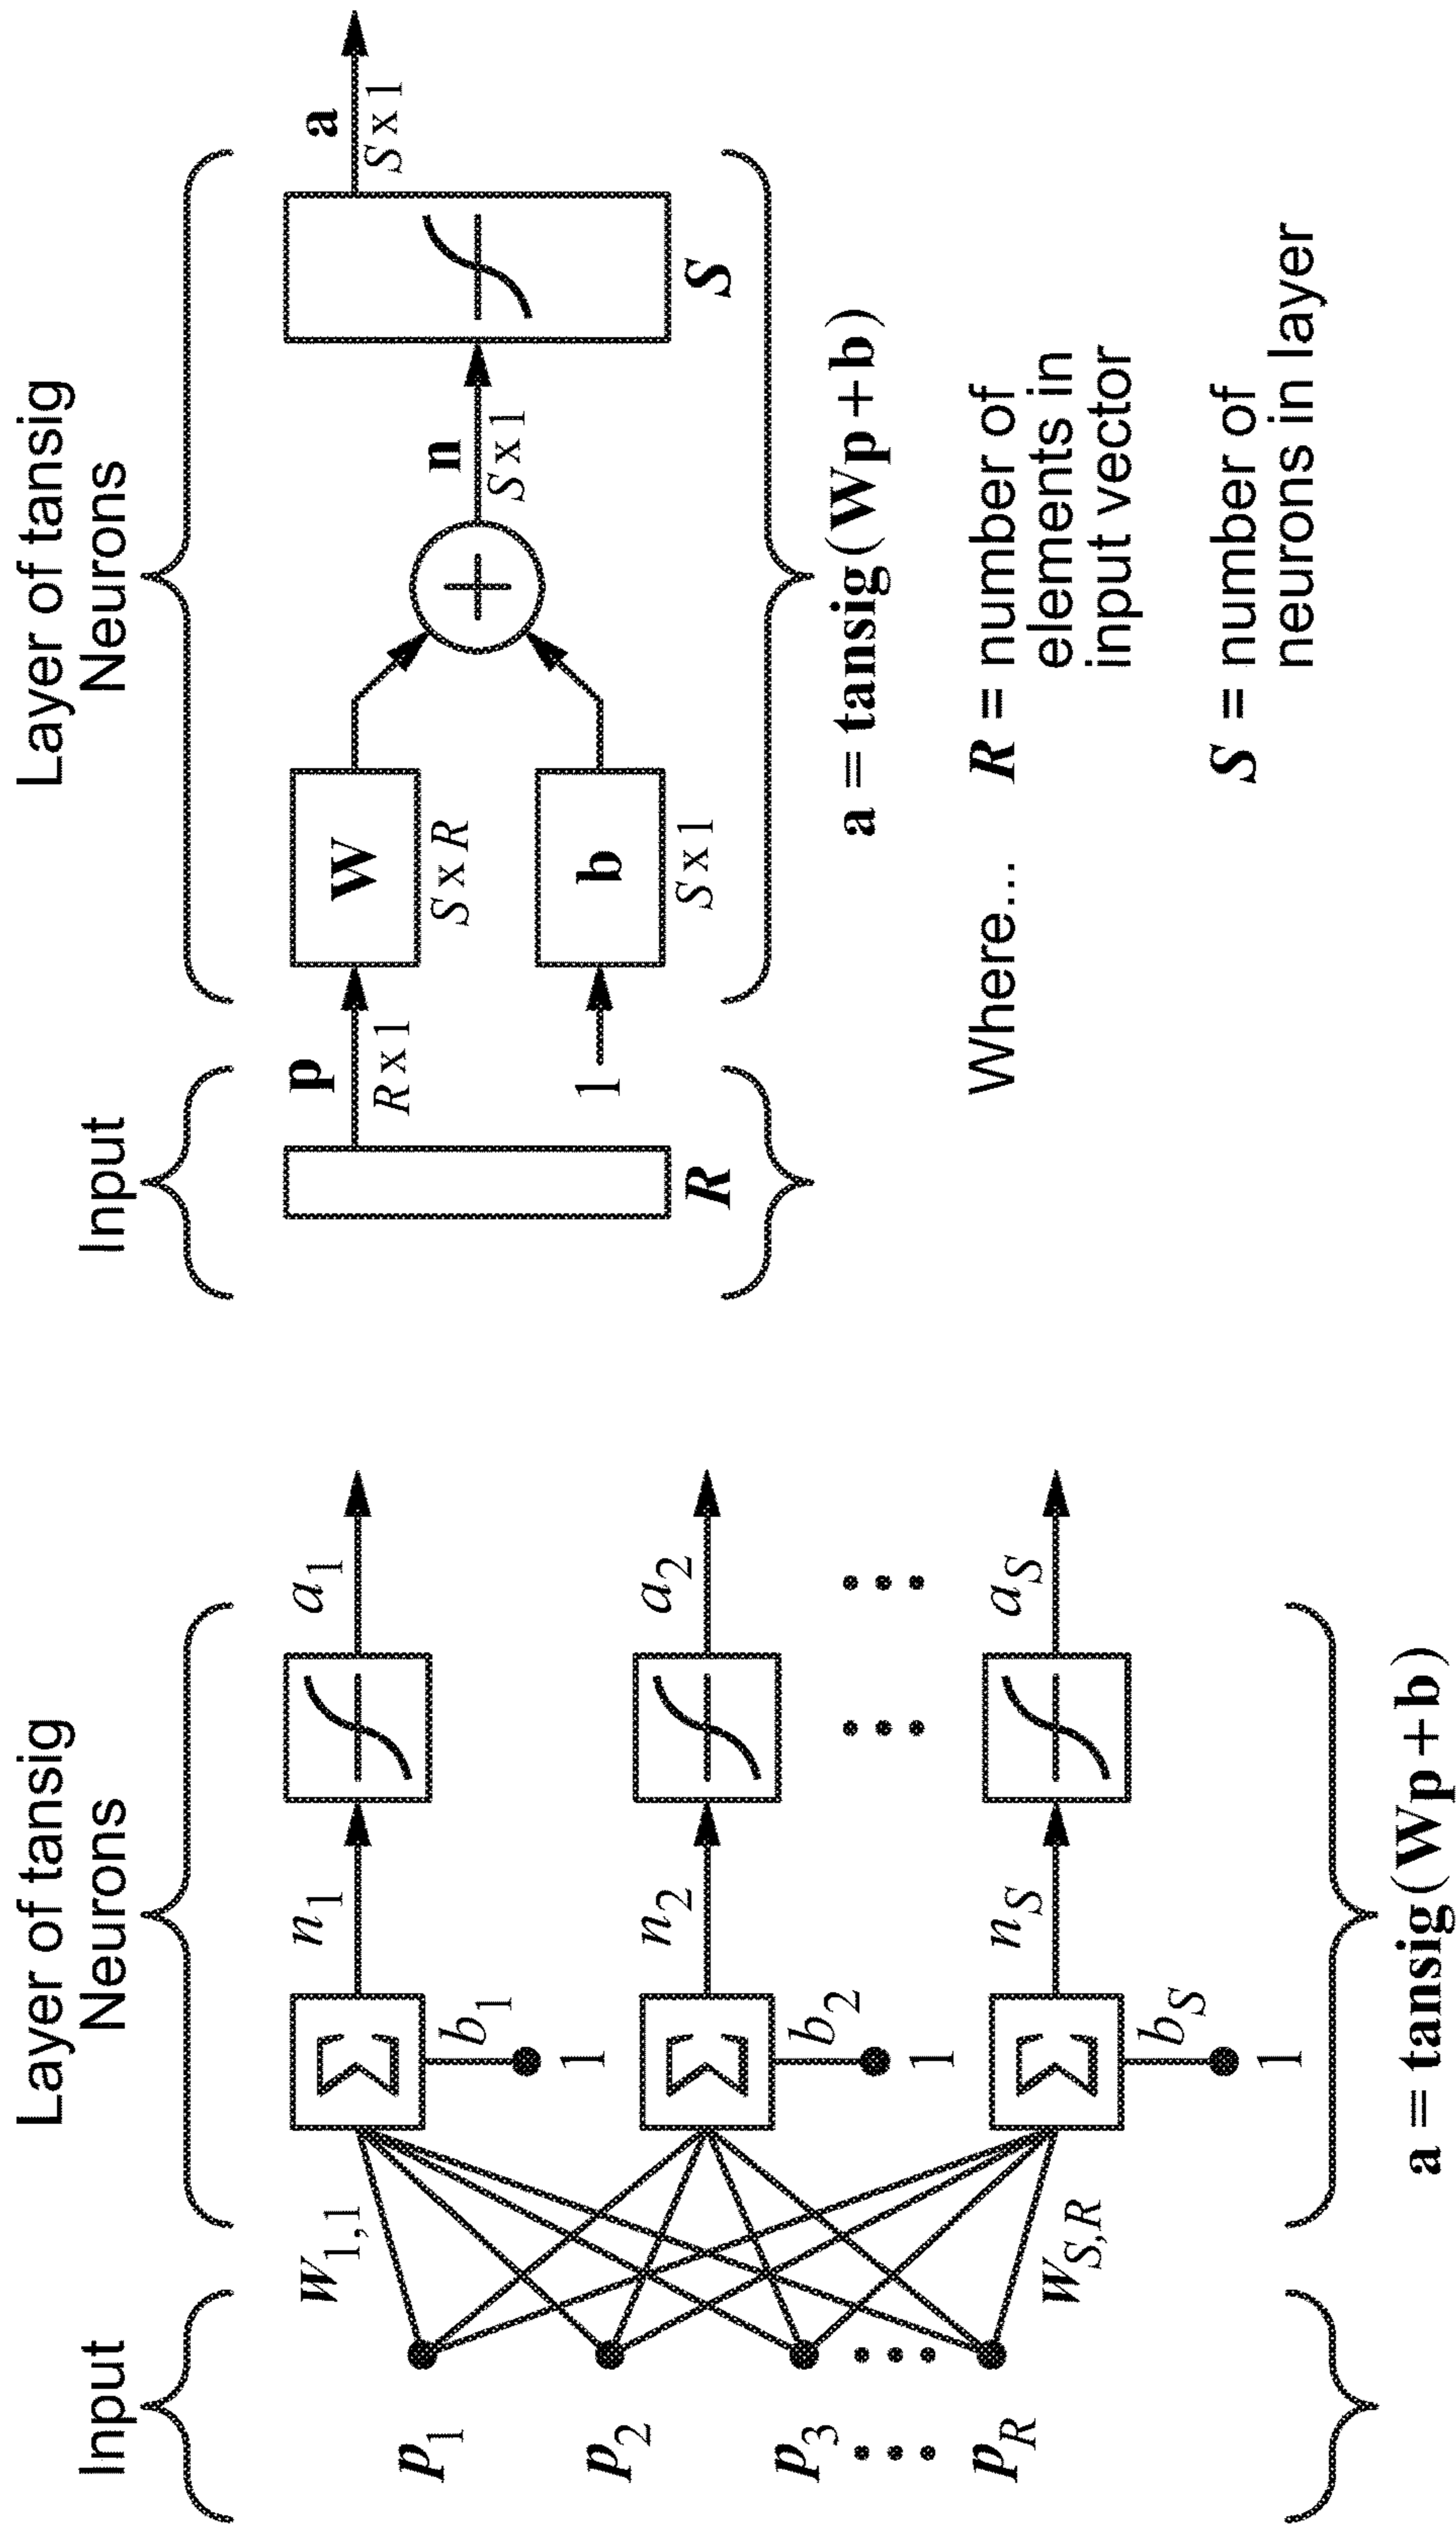 Input
Layer of tansig
Neurons
w1,1
n1
a1
p1
b1
1
p2
n2
a2
b2
1
p3
nS
aS
pR
wS,R
bS
1
a = tansig(Wp+b)
Input
Layer of tansig
Neurons
p
a
R x 1
W
n
S x 1
S x R
S x 1
1
b
R
S x 1
S
a = tansig(Wp+b)
Where... R = number of
elements in
input vector
S = number of
neurons in layer